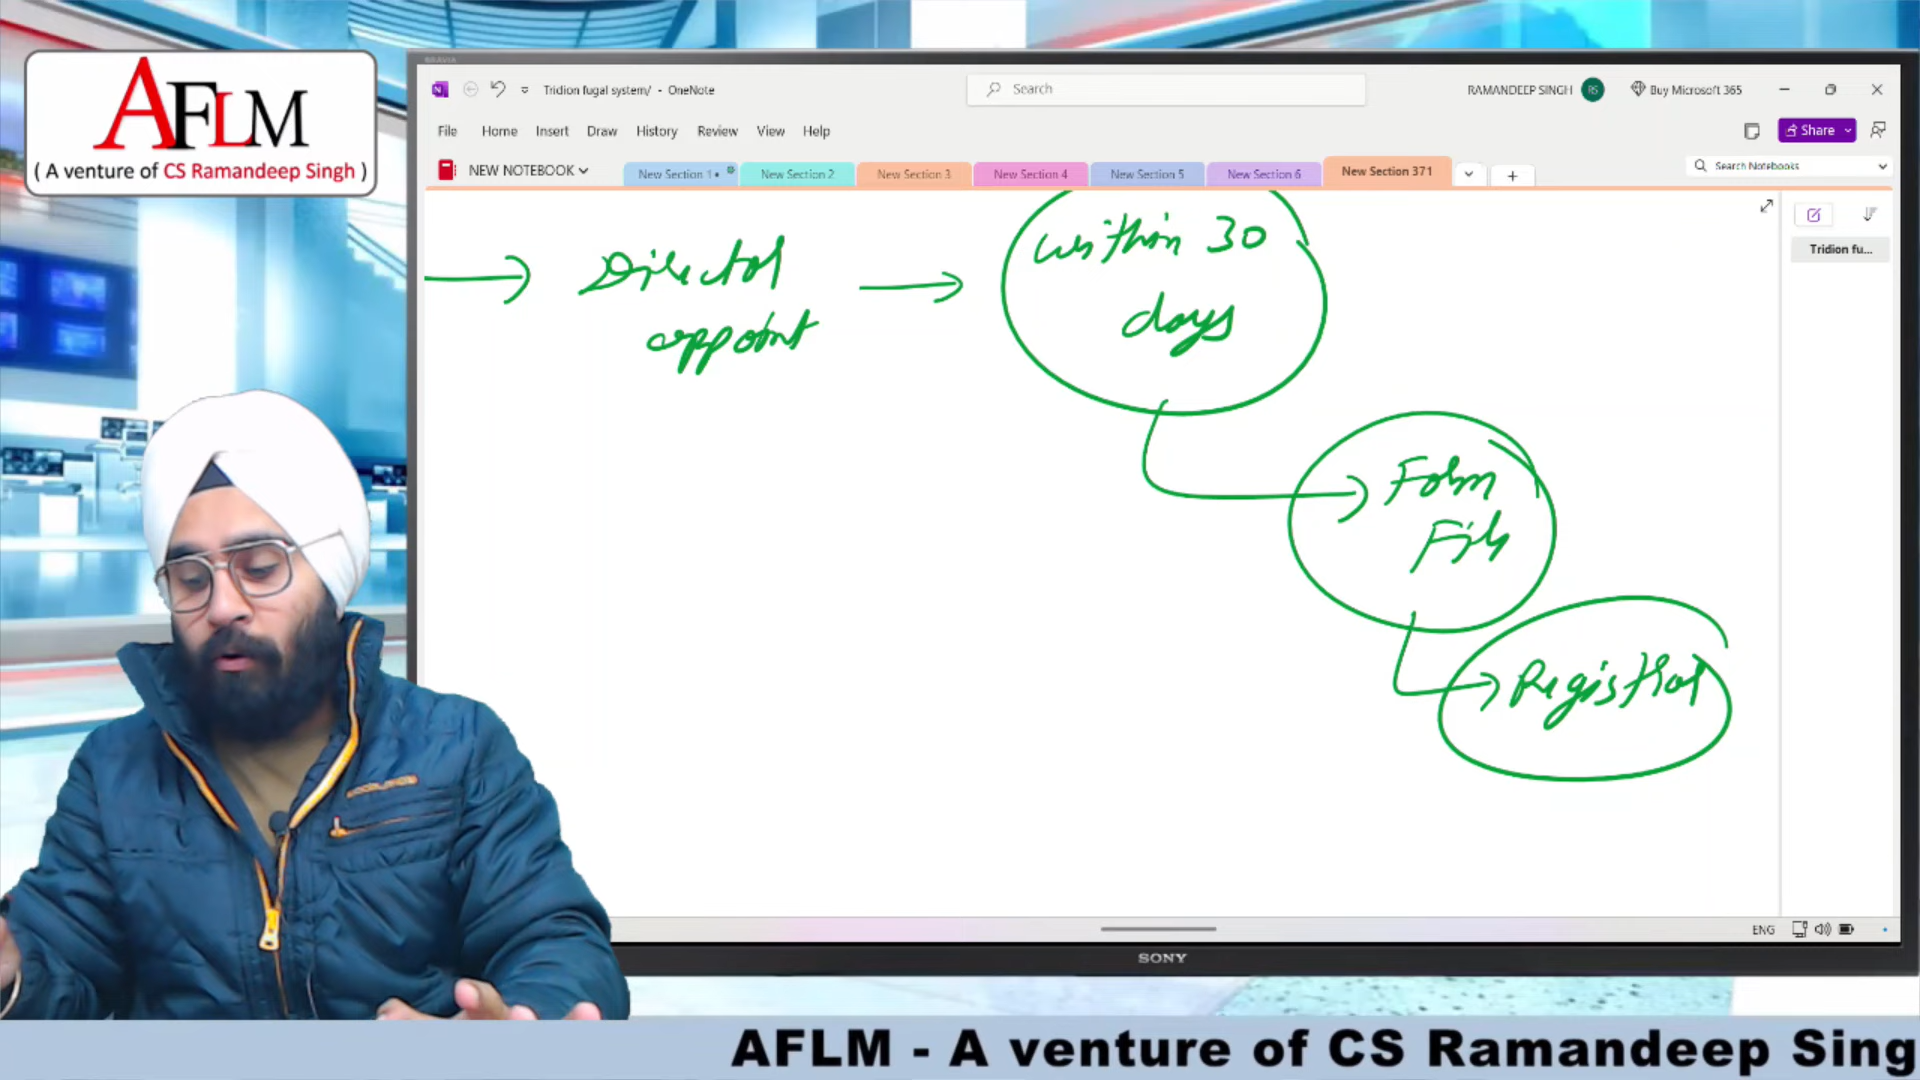 AFLM
( A venture of CS Ramandeep Singh )
BRAVIA
Tridion fugal system/ - OneNote
Search
RAMANDEEP SINGH
RS
Buy Microsoft 365
File Home Insert Draw History Review View Help
Share
NEW NOTEBOOK
New Section 1
New Section 2
New Section 3
New Section 4
New Section 5
New Section 6
New Section 371
Search Notebooks
Tridion fu...
Director
appoint
within 30
days
Form
File
Registrar
ENG
SONY
AFLM - A venture of CS Ramandeep Sing